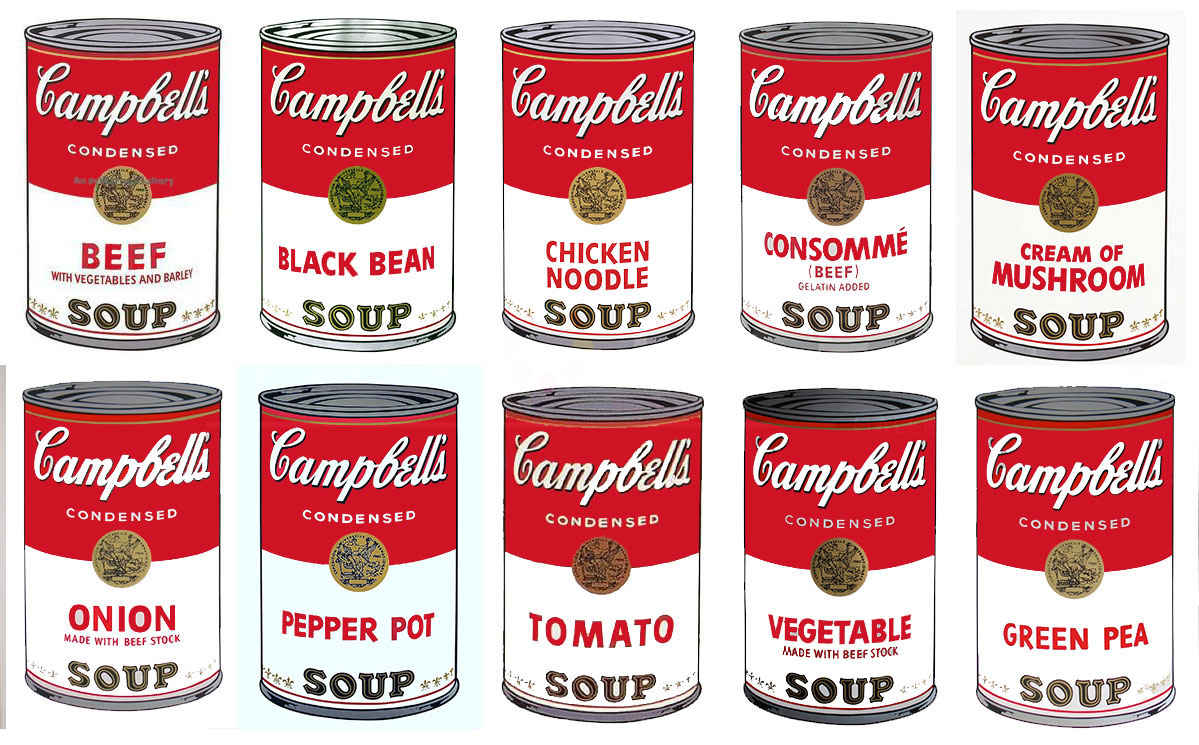 Campbell's
CONDENSED
BEEF
WITH VEGETABLES AND BARLEY
SOUP
Campbell's
CONDENSED
BLACK BEAN
SOUP
Campbell's
CONDENSED
CHICKEN
NOODLE
SOUP
Campbell's
CONDENSED
CONSOMMÉ
(BEEF)
GELATIN ADDED
SOUP
Campbell's
CONDENSED
CREAM OF
MUSHROOM
SOUP
Campbell's
CONDENSED
ONION
MADE WITH BEEF STOCK
SOUP
Campbell's
CONDENSED
PEPPER POT
SOUP
Campbell's
CONDENSED
TOMATO
SOUP
Campbell's
CONDENSED
VEGETABLE
MADE WITH BEEF STOCK
SOUP
Campbell's
CONDENSED
GREEN PEA
SOUP